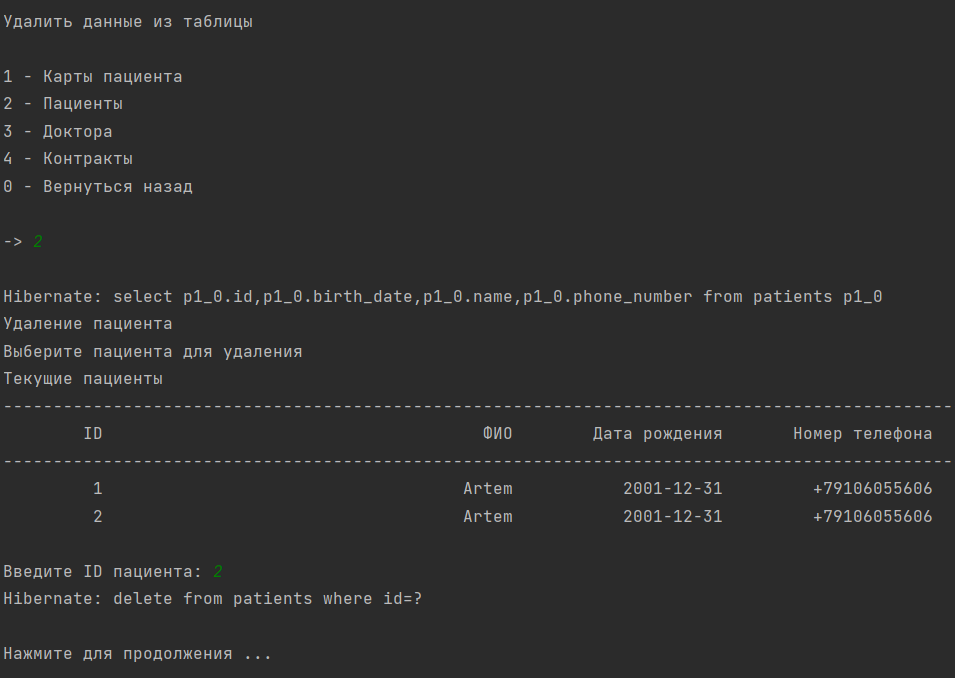 Удалить данные из таблицы
1 - Карты пациента
2 - Пациенты
3 - Доктора
4 - Контракты
0 - Вернуться назад
-> 2
Hibernate: select p1_0.id,p1_0.birth_date,p1_0.name,p1_0.phone_number from patients p1_0
Удаление пациента
Выберите пациента для удаления
Текущие пациенты
-----------------------------------------------------------------------------------------------
ID ФИО Дата рождения Номер телефона
-----------------------------------------------------------------------------------------------
1 Artem 2001-12-31 +79106055606
2 Artem 2001-12-31 +79106055606
Введите ID пациента: 2
Hibernate: delete from patients where id=?
Нажмите для продолжения ...